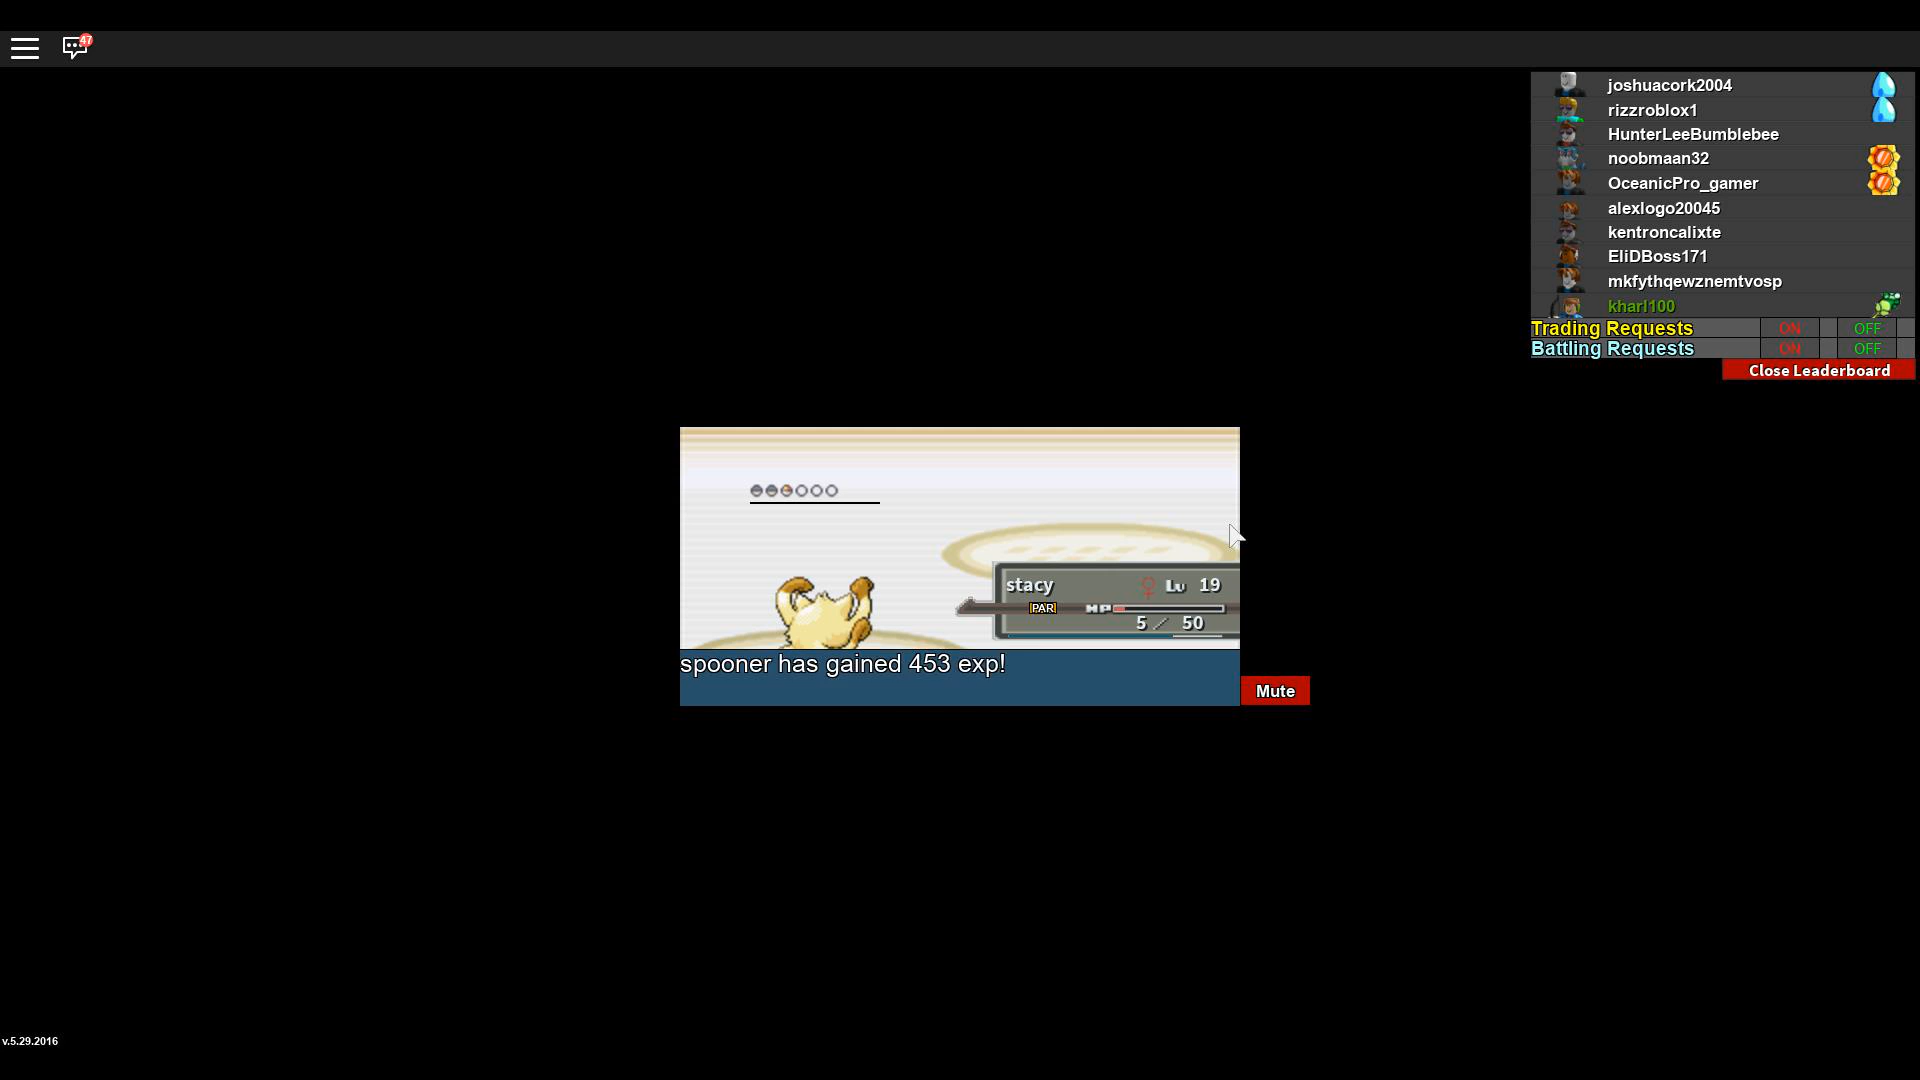 47
joshuacork2004
rizzroblox1
HunterLeeBumblebee
noobmaan32
OceanicPro_gamer
alexlogo20045
kentroncalixte
EliDBoss171
mkfythqewznemtvosp
kharl100
Trading Requests ON OFF
Battling Requests ON OFF
Close Leaderboard
stacy ♀ Lv 19
PAR HP
5 / 50
spooner has gained 453 exp!
Mute
v.5.29.2016